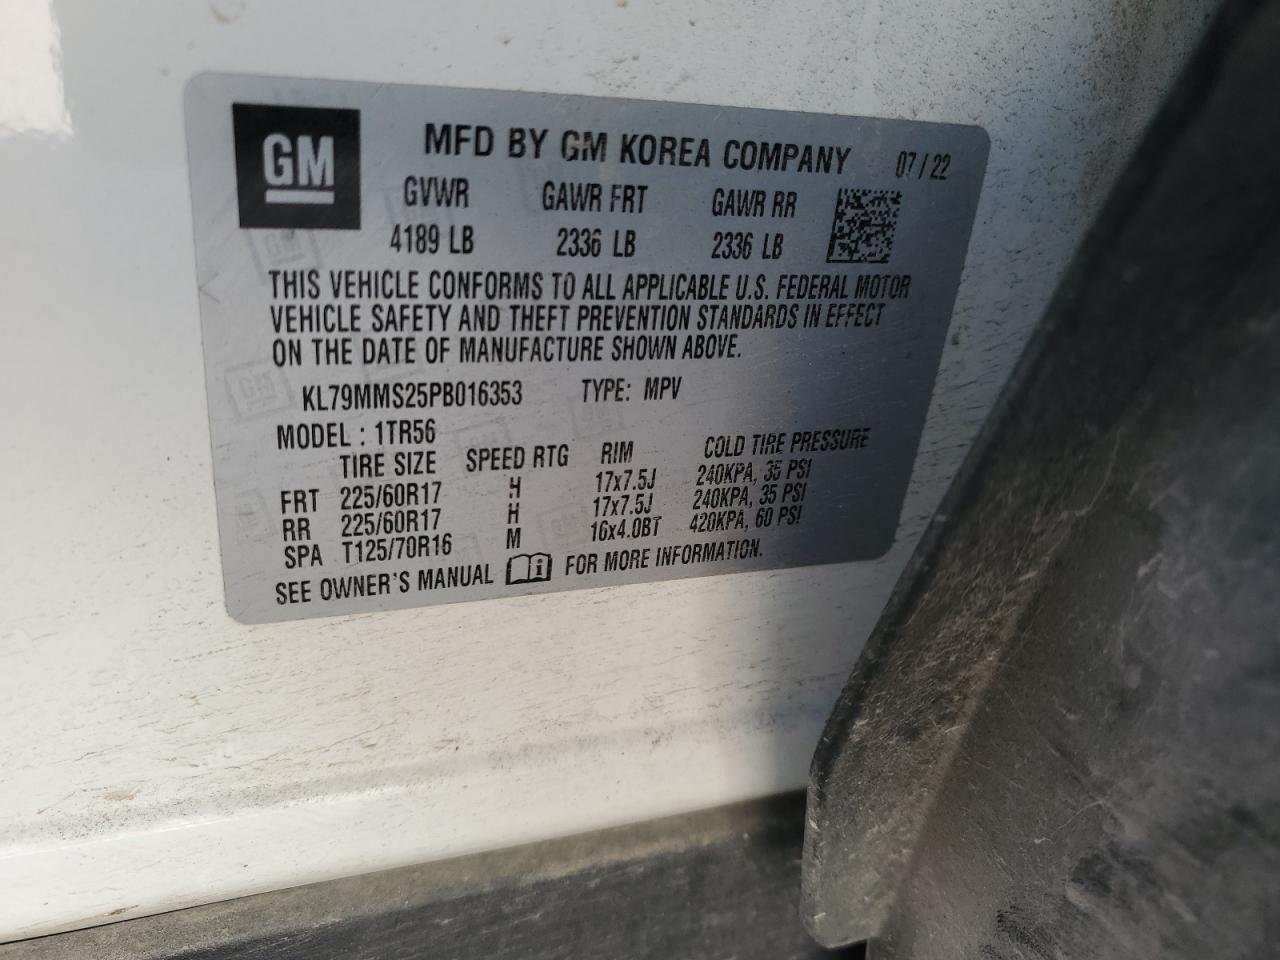 GM MFD BY GM KOREA COMPANY 07/22
GVWR GAWR FRT GAWR RR
4189 LB 2336 LB 2336 LB
THIS VEHICLE CONFORMS TO ALL APPLICABLE U.S. FEDERAL MOTOR
VEHICLE SAFETY AND THEFT PREVENTION STANDARDS IN EFFECT
ON THE DATE OF MANUFACTURE SHOWN ABOVE.
KL79MMS25PB016353 TYPE: MPV
MODEL : 1TR56
TIRE SIZE SPEED RTG RIM COLD TIRE PRESSURE
FRT 225/60R17 H 17x7.5J 240KPA, 35 PSI
RR 225/60R17 H 17x7.5J 240KPA, 35 PSI
SPA T125/70R16 M 16x4.0BT 420KPA, 60 PSI
SEE OWNER'S MANUAL i FOR MORE INFORMATION.